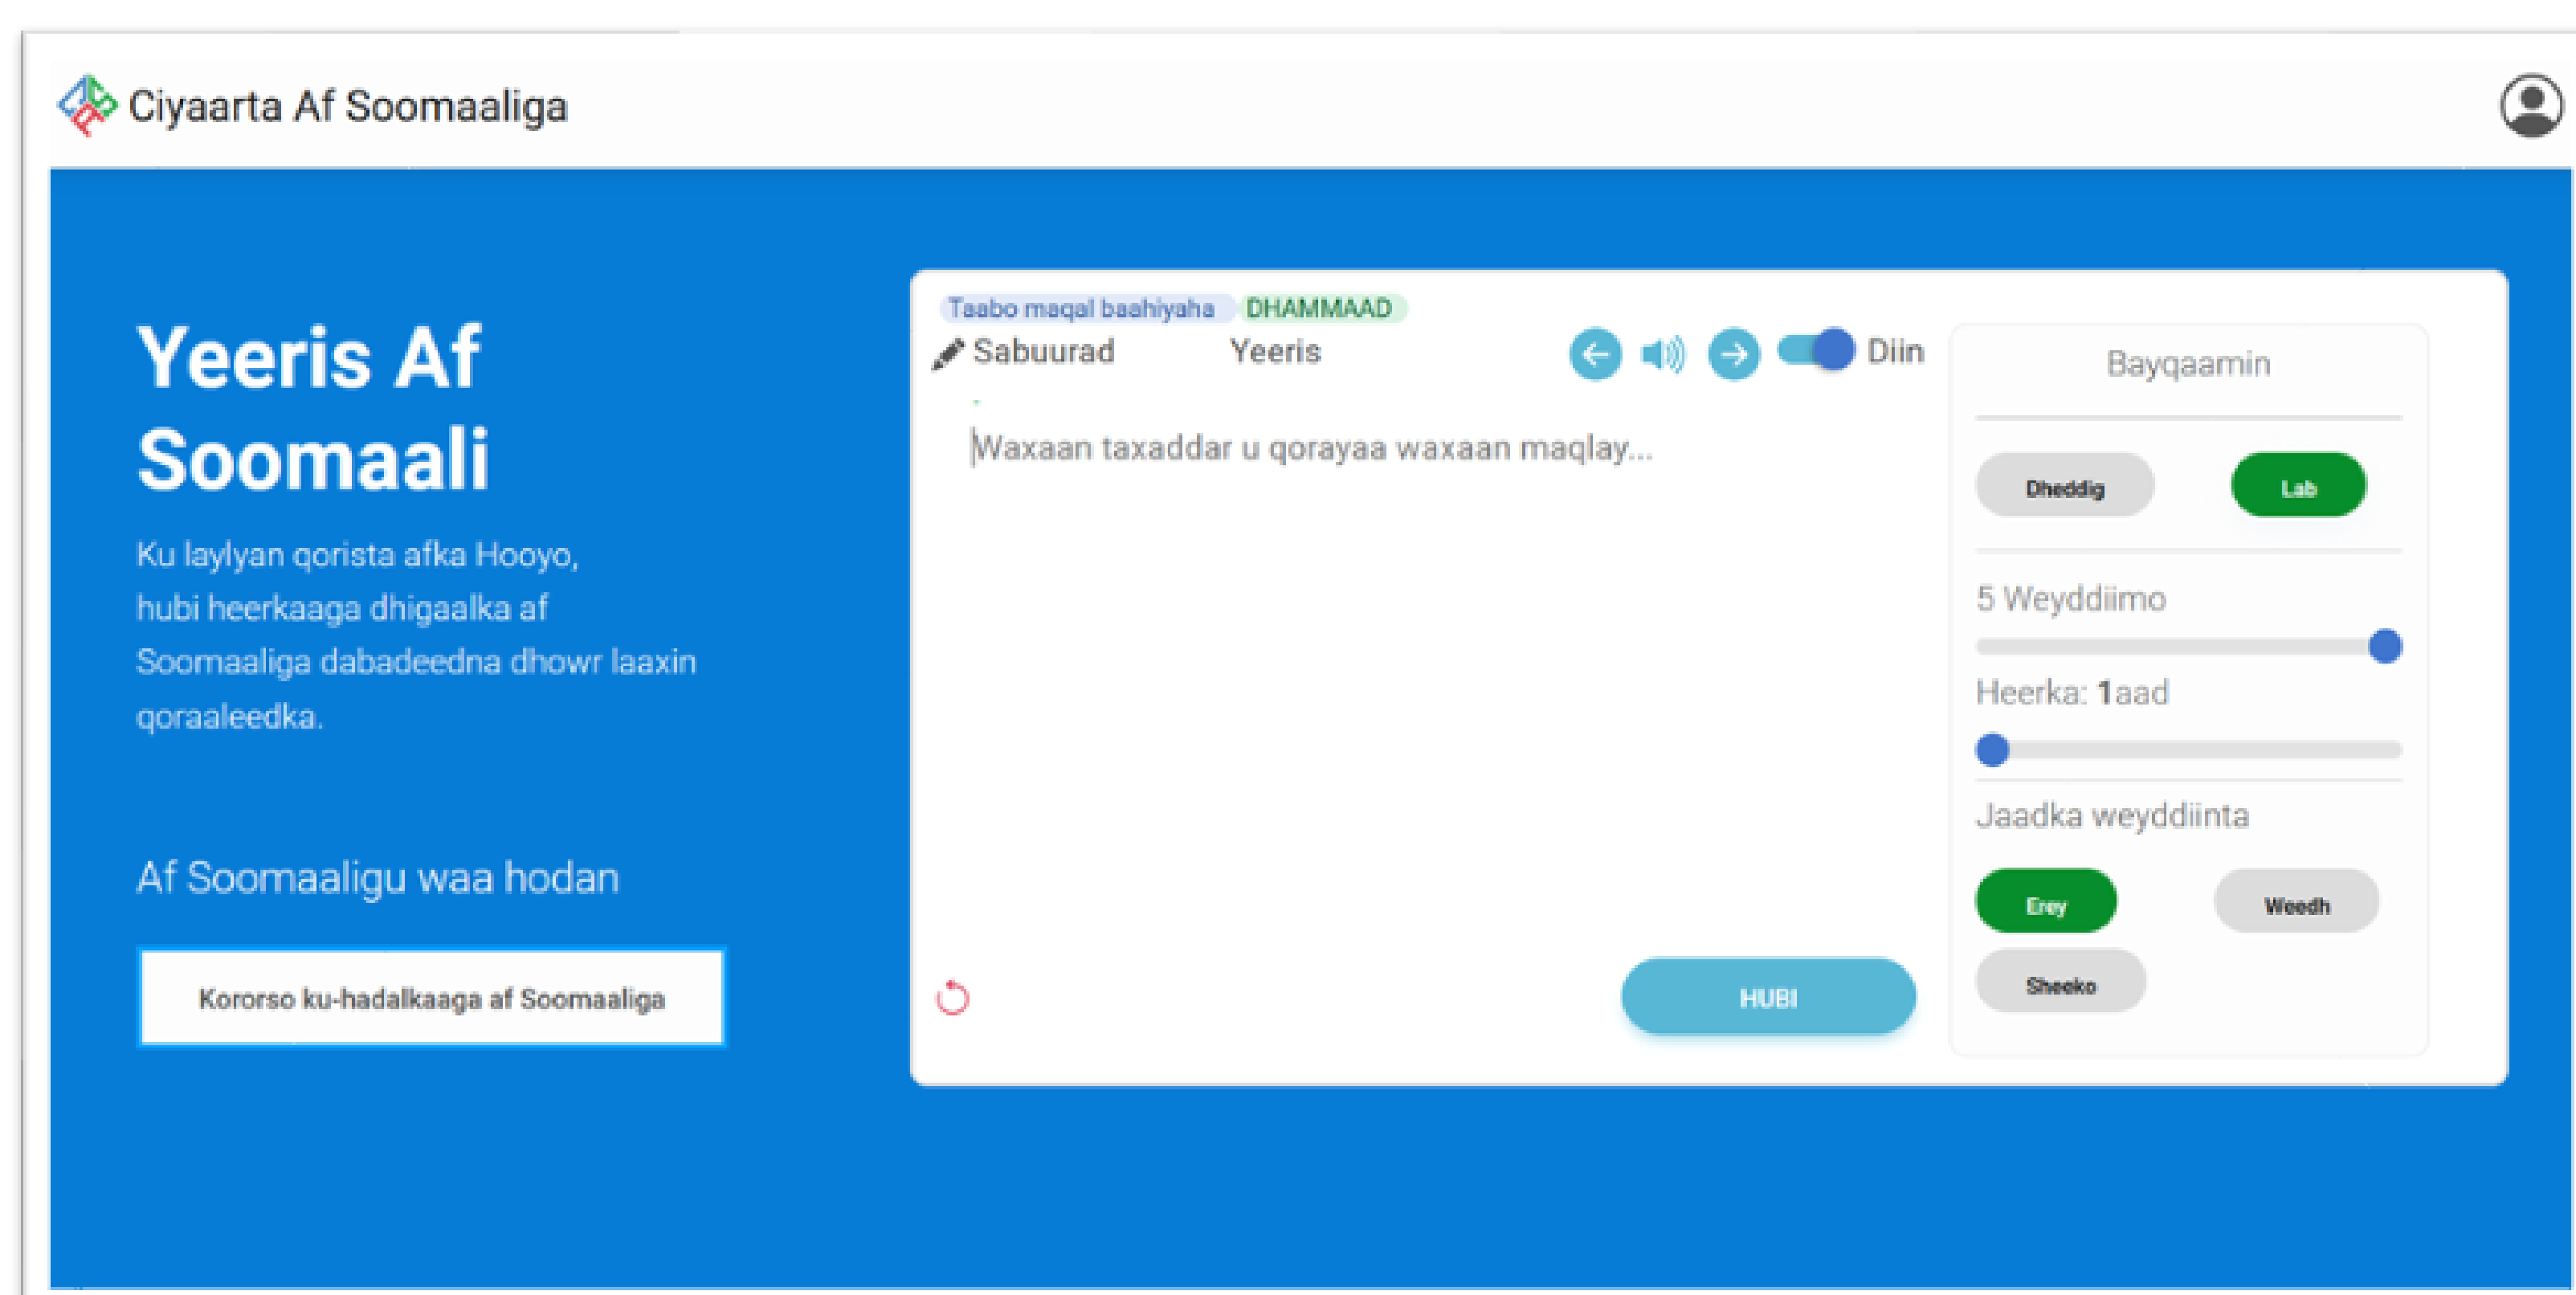 Ciyaarta Af Soomaaliga
Yeeris Af
Soomaali
Ku laylyan qorista afka Hooyo,
hubi heerkaaga dhigaalka af
Soomaaliga dabadeedna dhowr laaxin
qoraaleedka.
Af Soomaaligu waa hodan
Kororso ku-hadalkaaga af Soomaaliga
Taabo maqal baahiyaha DHAMMAAD
Sabuurad Yeeris Diin
Waxaan taxaddar u qorayaa waxaan maqlay...
HUBI
Bayqaamin
Dheddig Lab
5 Weyddiimo
Heerka: 1aad
Jaadka weyddiinta
Erey Weedh
Sheeko